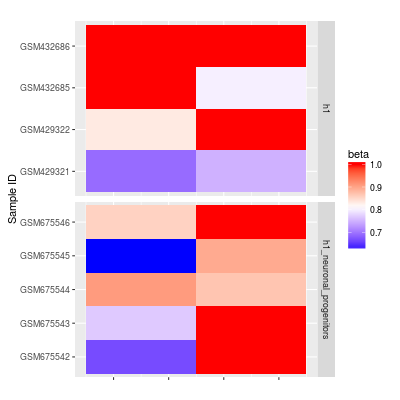 GSM432686
GSM432685
GSM429322
GSM429321
h1
GSM675546
GSM675545
GSM675544
GSM675543
GSM675542
h1_neuronal_progenitors
Sample ID
beta
1.0
0.9
0.8
0.7